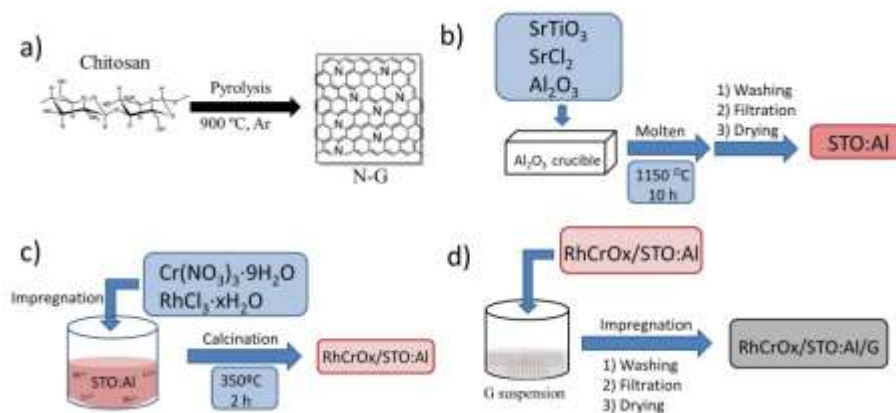 a)
Chitosan
Pyrolysis
900 ºC, Ar
N
N
N
N
N
N
N
N-G
b)
SrTiO3
SrCl2
Al2O3
Al2O3 crucible
Molten
1150 ºC
10 h
1) Washing
2) Filtration
3) Drying
STO:Al
c)
Cr(NO3)3·9H2O
RhCl3·xH2O
Impregnation
STO:Al
Calcination
350ºC
2 h
RhCrOx/STO:Al
d)
RhCrOx/STO:Al
G suspension
Impregnation
1) Washing
2) Filtration
3) Drying
RhCrOx/STO:Al/G